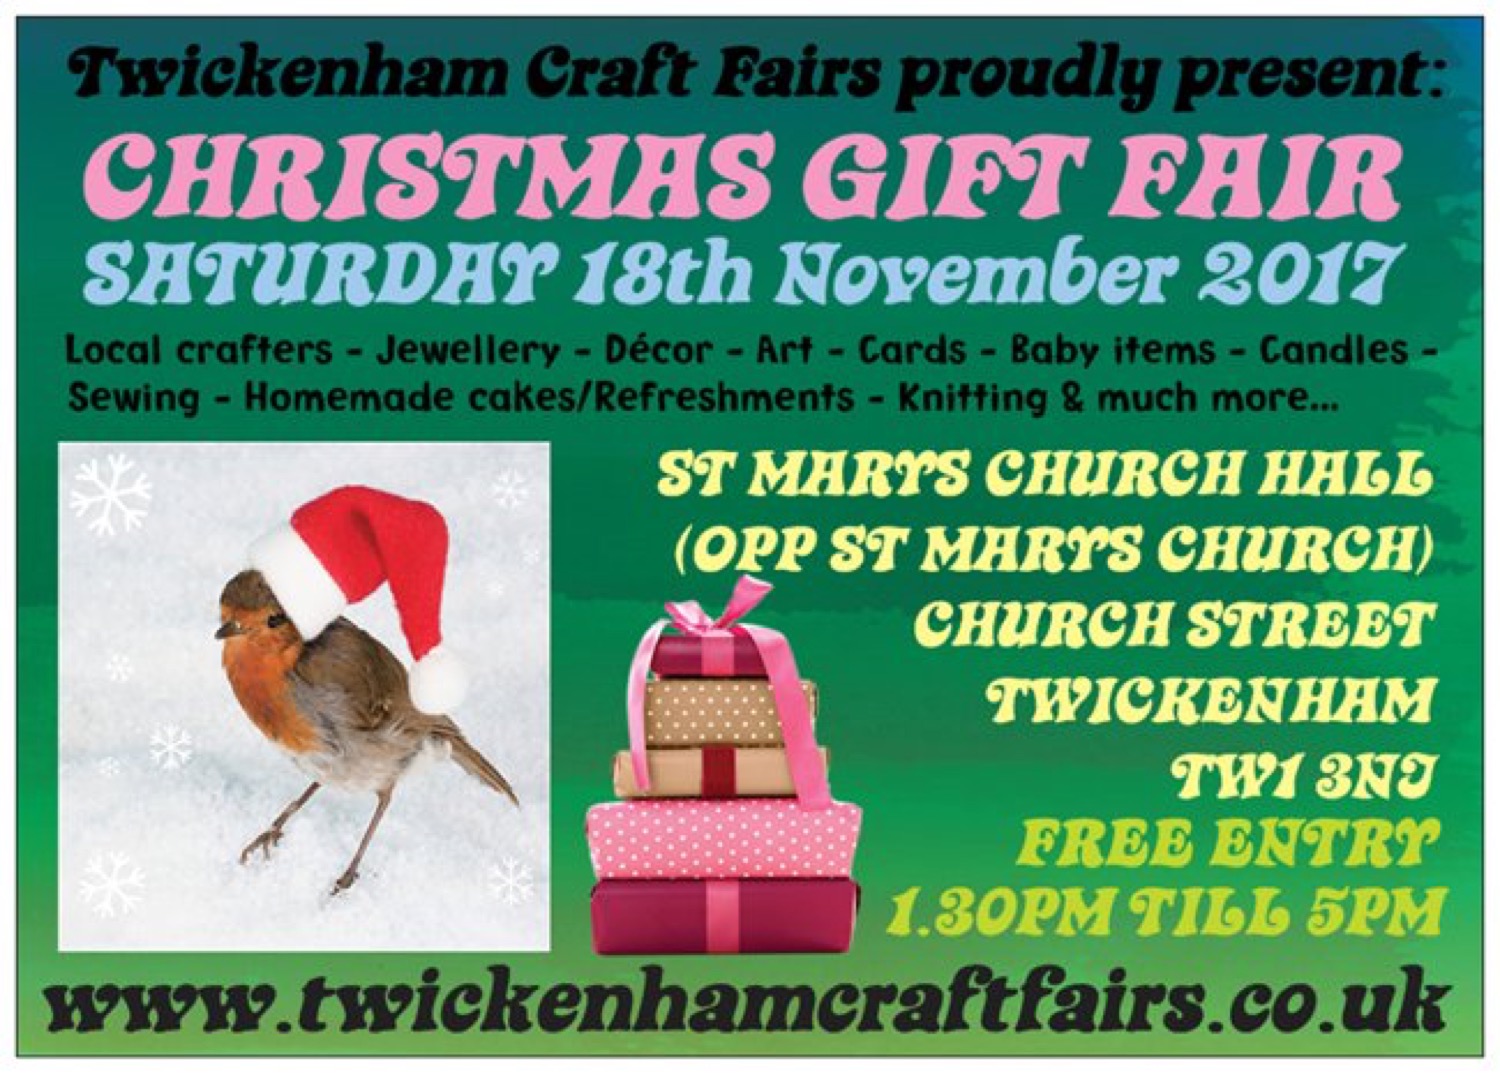 Twickenham Craft Fairs proudly present:
CHRISTMAS GIFT FAIR
SATURDAY 18th November 2017
Local crafters - Jewellery - Décor - Art - Cards - Baby items - Candles -
Sewing - Homemade cakes/Refreshments - Knitting & much more...
ST MARYS CHURCH HALL
(OPP ST MARYS CHURCH)
CHURCH STREET
TWICKENHAM
TW1 3NJ
FREE ENTRY
1.30PM TILL 5PM
www.twickenhamcraftfairs.co.uk